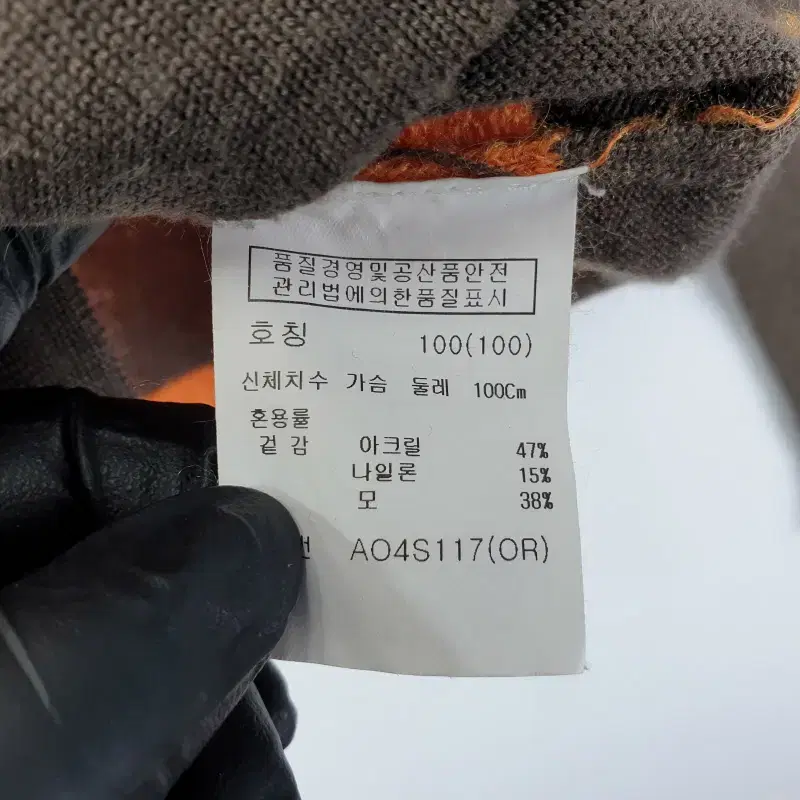 품질경영및공산품안전
관리법에의한품질표시
호칭 100(100)
신체치수 가슴 둘레 100Cm
혼용률
겉감 아크릴 47%
나일론 15%
모 38%
AO4S117(OR)